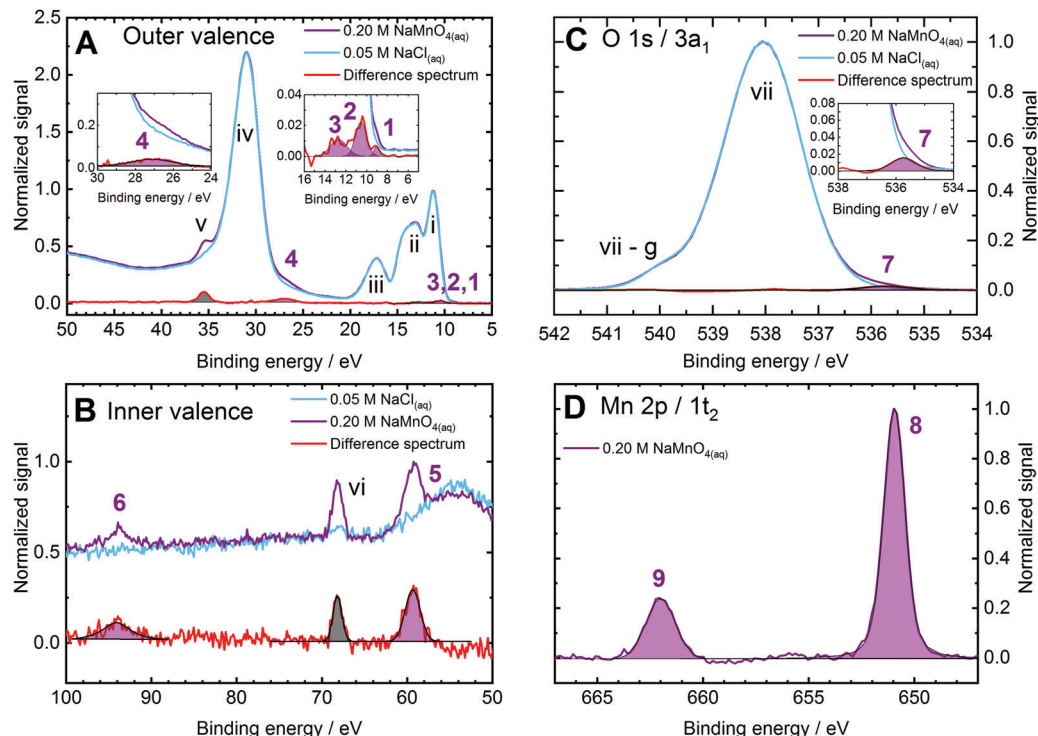 A Outer valence
0.20 M NaMnO4(aq)
0.05 M NaCl(aq)
Difference spectrum
Normalized signal
2.5
2.0
1.5
1.0
0.5
0.0
0.2
0.0
4
30 28 26 24
Binding energy / eV
0.04
0.02
0.00
3 2 1
16 14 12 10 8 6
Binding energy / eV
iv
v
4
iii
ii
i
3,2,1
50 45 40 35 30 25 20 15 10 5
Binding energy / eV
C O 1s / 3a1
0.20 M NaMnO4(aq)
0.05 M NaCl(aq)
Difference spectrum
Normalized signal
1.0
0.8
0.6
0.4
0.2
0.0
vii
vii - g
7
0.08
0.06
0.04
0.02
0.00
7
538 536 534
Binding energy / eV
542 541 540 539 538 537 536 535 534
Binding energy / eV
B Inner valence
0.05 M NaCl(aq)
0.20 M NaMnO4(aq)
Difference spectrum
Normalized signal
1.0
0.5
0.0
6
vi
5
100 90 80 70 60 50
Binding energy / eV
D Mn 2p / 1t2
0.20 M NaMnO4(aq)
Normalized signal
1.0
0.8
0.6
0.4
0.2
0.0
9
8
665 660 655 650
Binding energy / eV